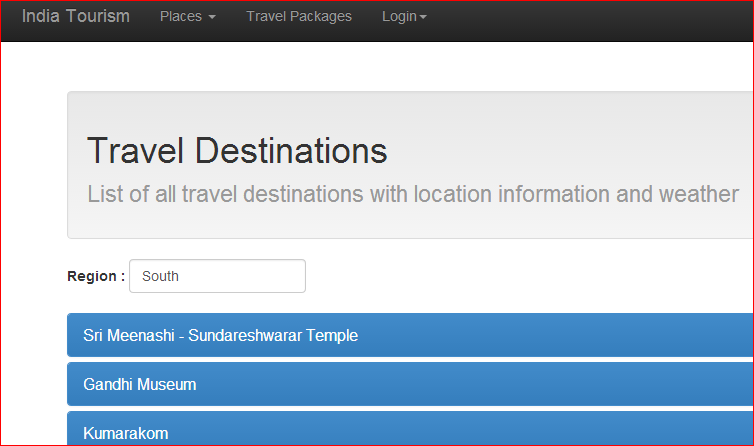 India Tourism Places Travel Packages Login
Travel Destinations
List of all travel destinations with location information and weather
Region : South
Sri Meenashi - Sundareshwarar Temple
Gandhi Museum
Kumarakom